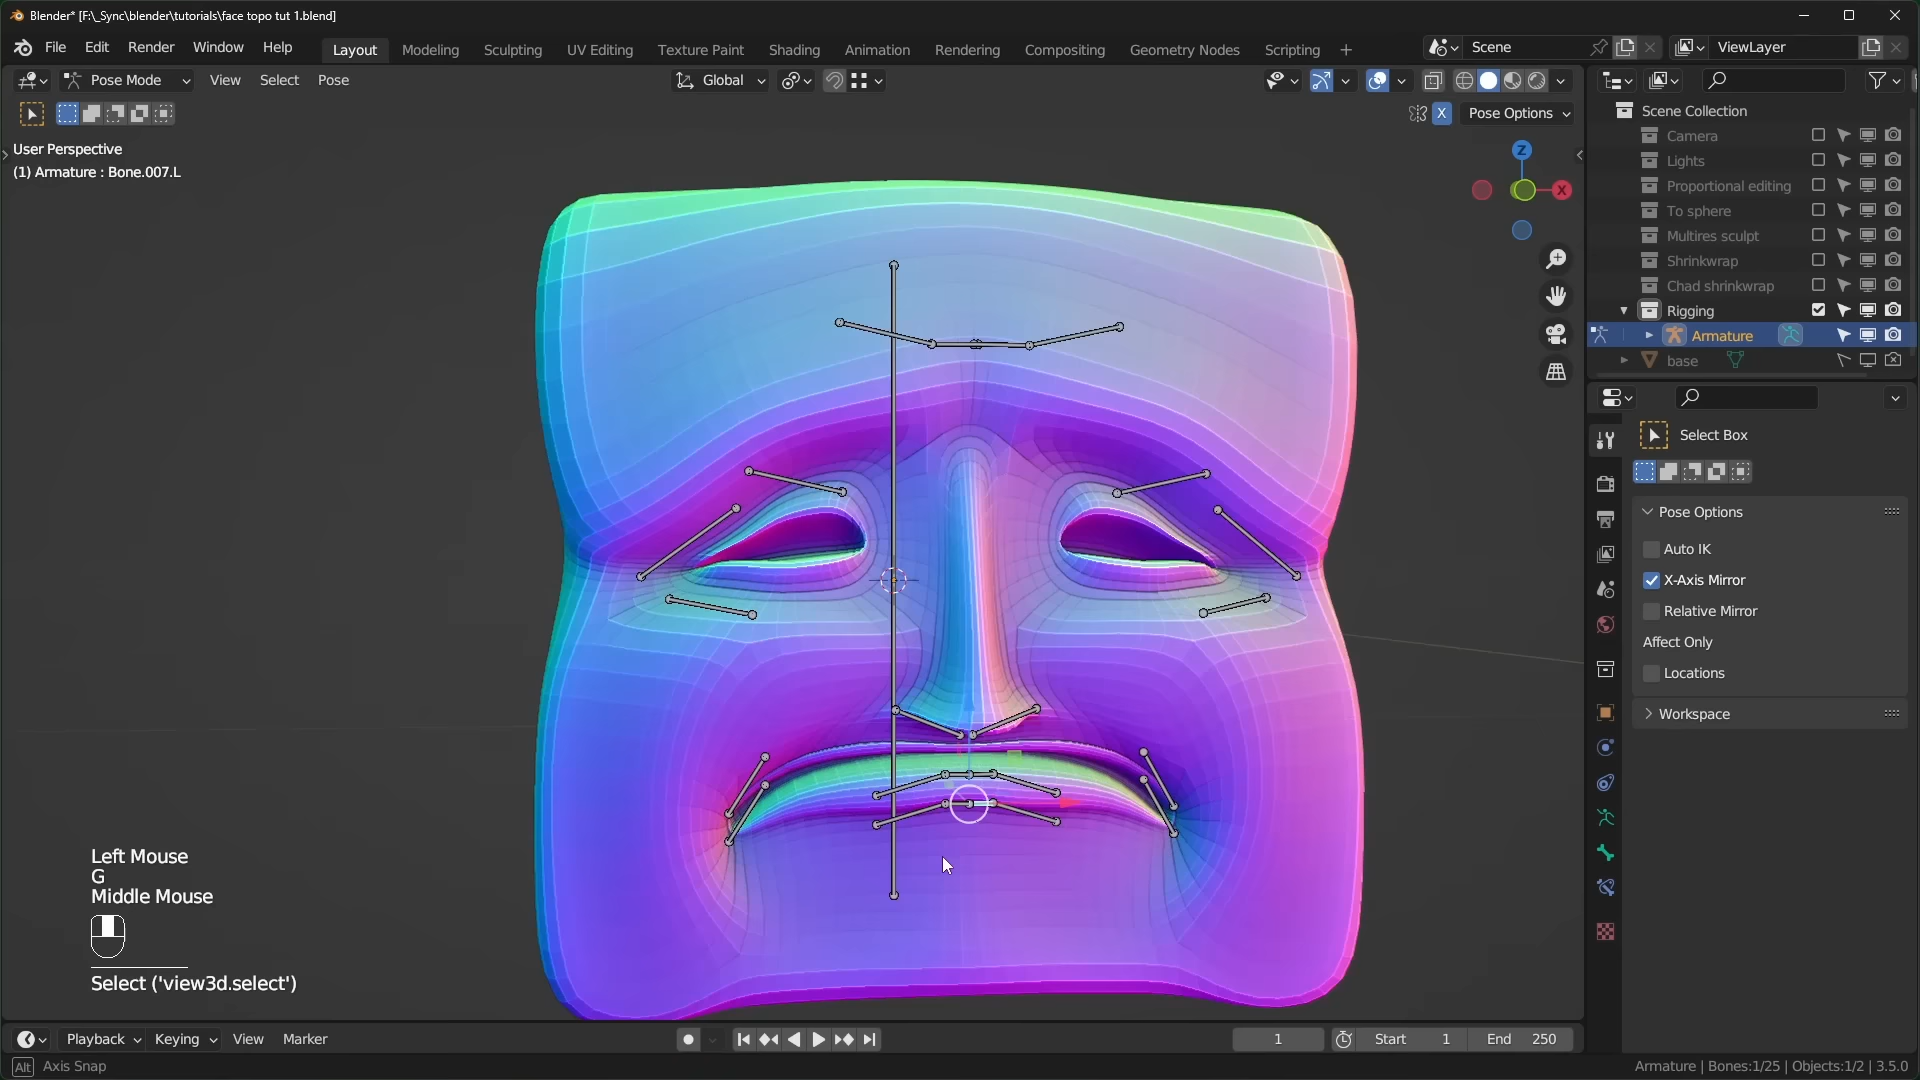 Blender* [F:\_Sync\blender\tutorials\face topo tut 1.blend]
File Edit Render Window Help Layout Modeling Sculpting UV Editing Texture Paint Shading Animation Rendering Compositing Geometry Nodes Scripting + Scene ViewLayer
Pose Mode View Select Pose Global
X Pose Options
User Perspective
(1) Armature : Bone.007.L
Z
X
Scene Collection
Camera
Lights
Proportional editing
To sphere
Multires sculpt
Shrinkwrap
Chad shrinkwrap
Rigging
Armature
base
Select Box
Pose Options
Auto IK
X-Axis Mirror
Relative Mirror
Affect Only
Locations
Workspace
Left Mouse
G
Middle Mouse
Select ('view3d.select')
Playback Keying View Marker 1 Start 1 End 250
Alt Axis Snap
Armature | Bones:1/25 | Objects:1/2 | 3.5.0